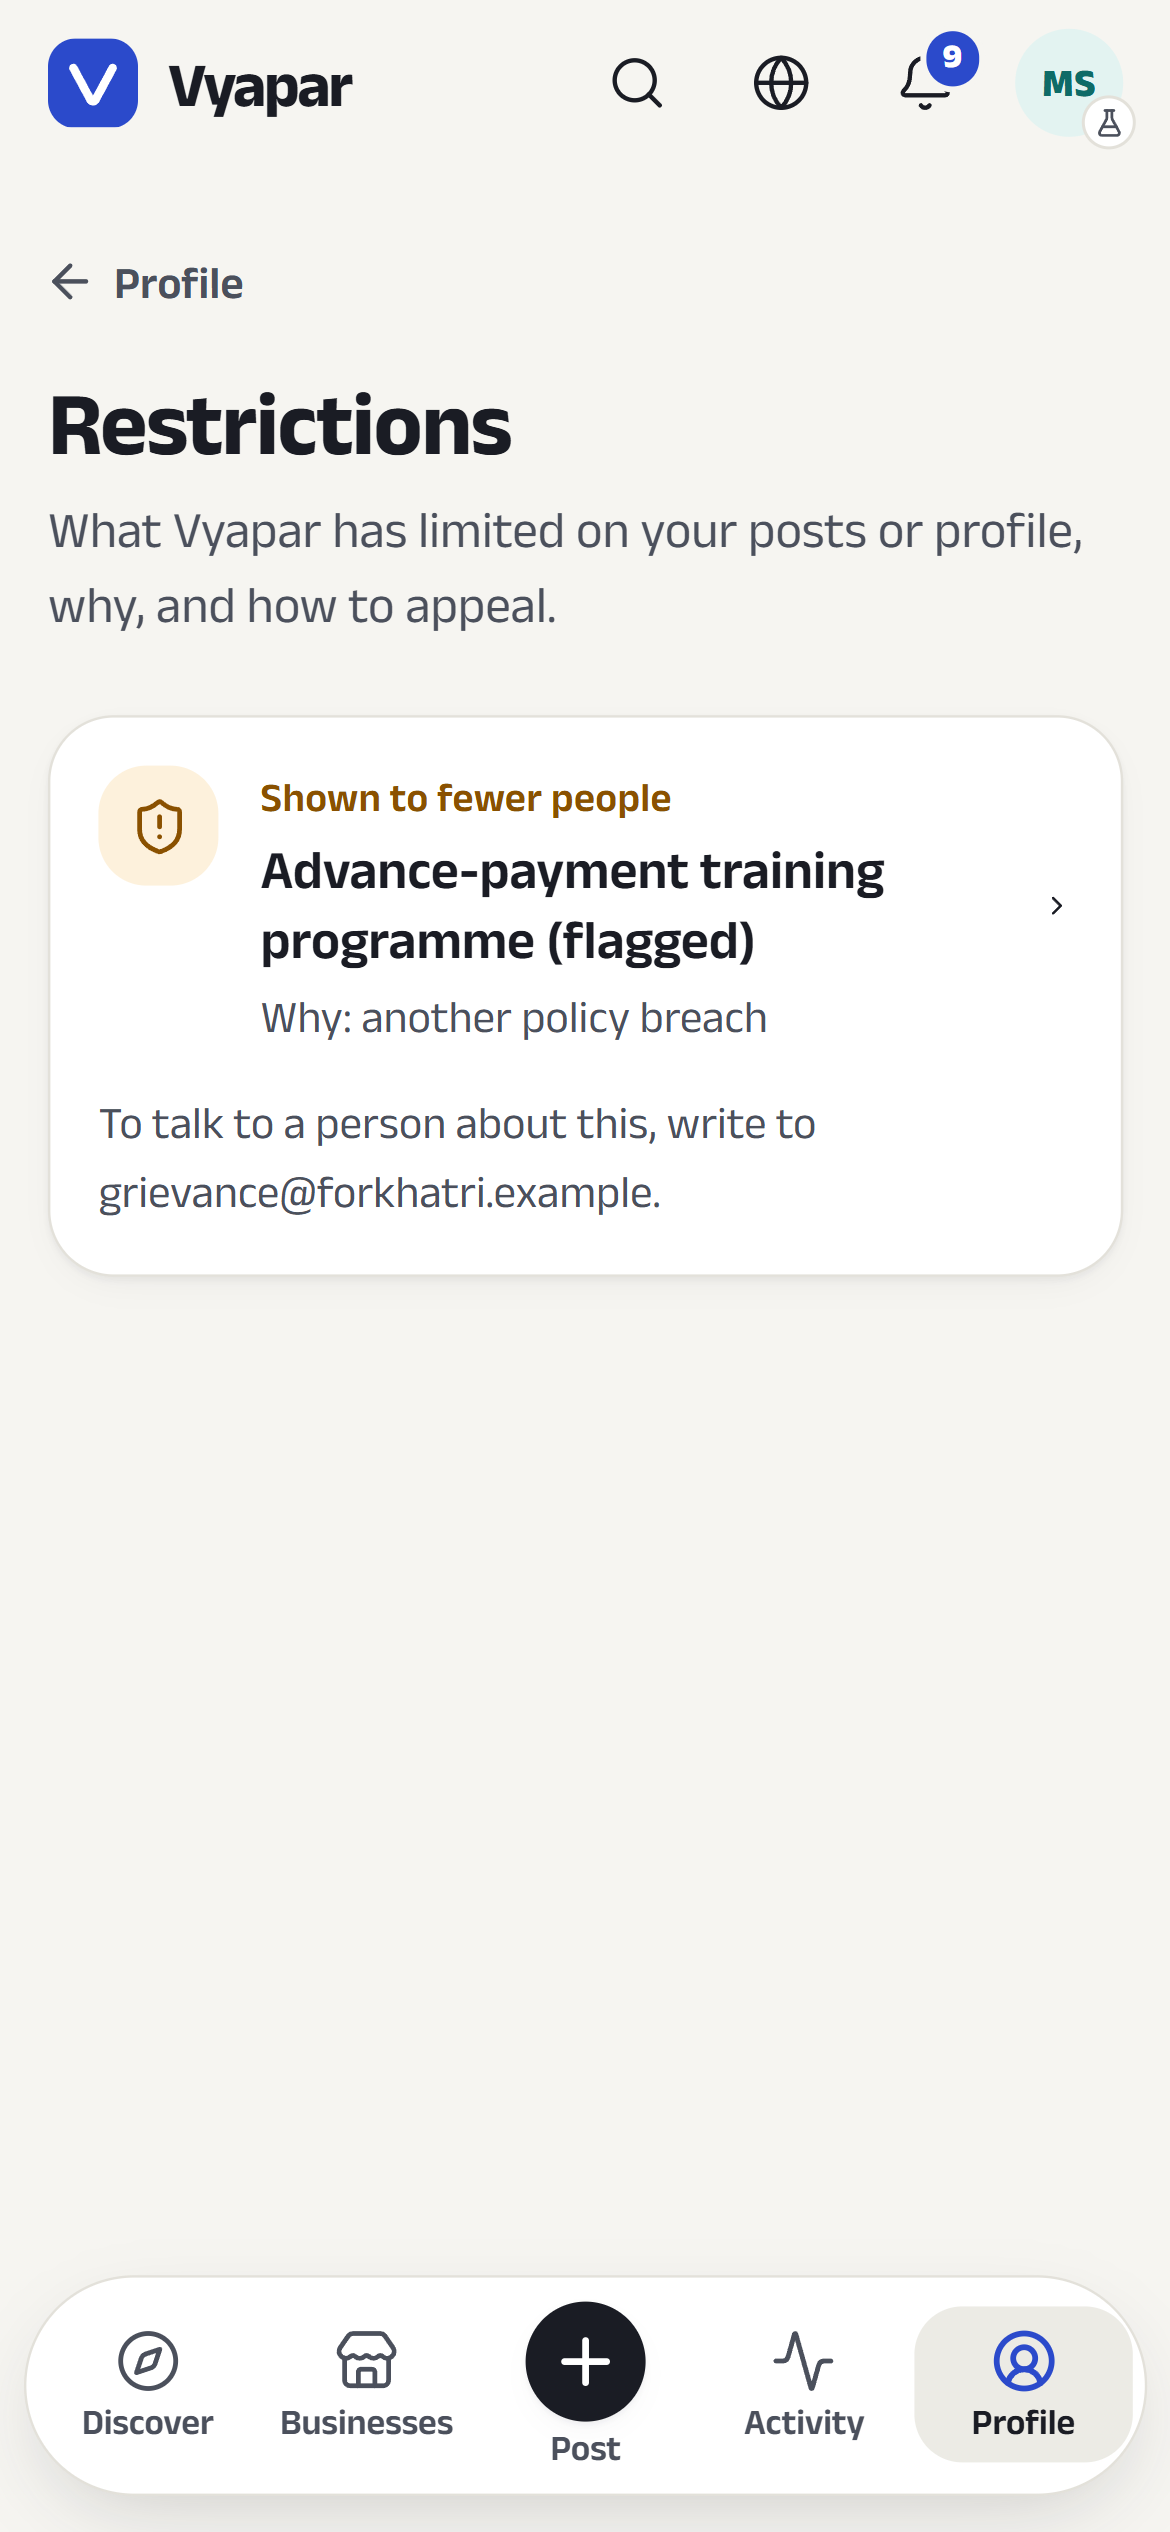 Vyapar
9
MS
Profile
Restrictions
What Vyapar has limited on your posts or profile,
why, and how to appeal.
Shown to fewer people
Advance-payment training
programme (flagged)
Why: another policy breach
To talk to a person about this, write to
grievance@forkhatri.example.
Discover
Businesses
Post
Activity
Profile